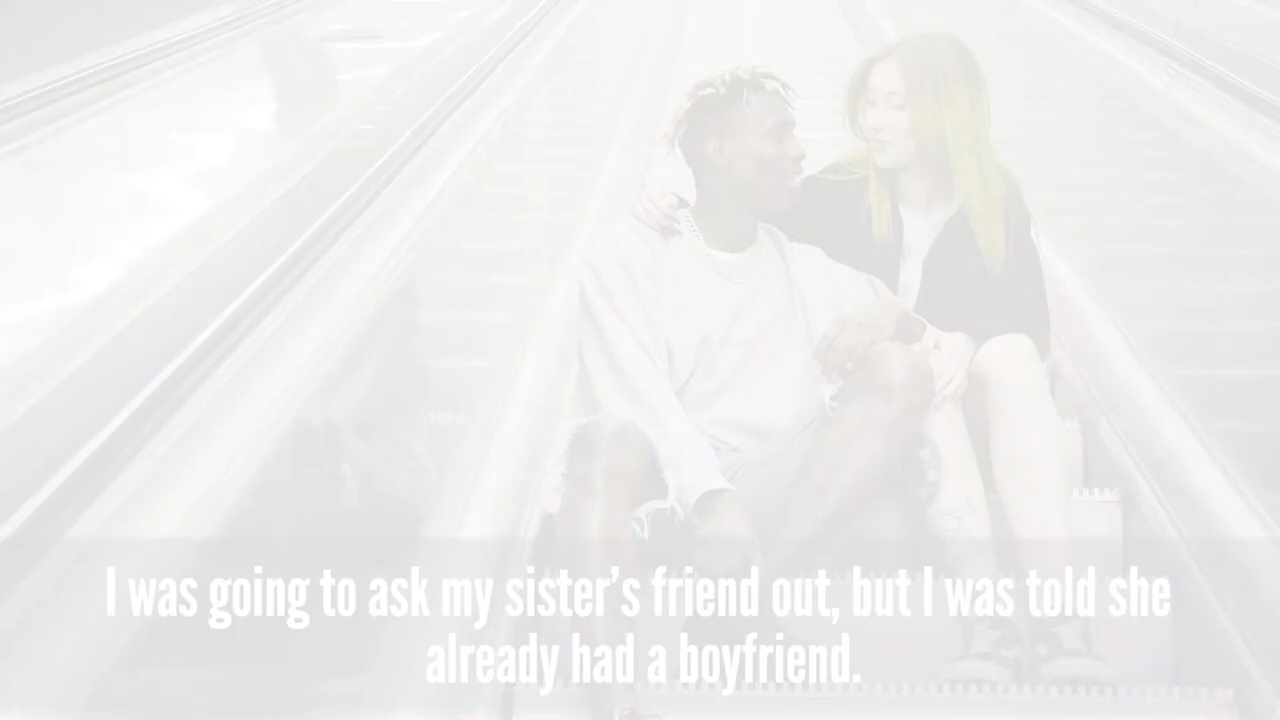 I was going to ask my sister’s friend out, but I was told she
already had a boyfriend.